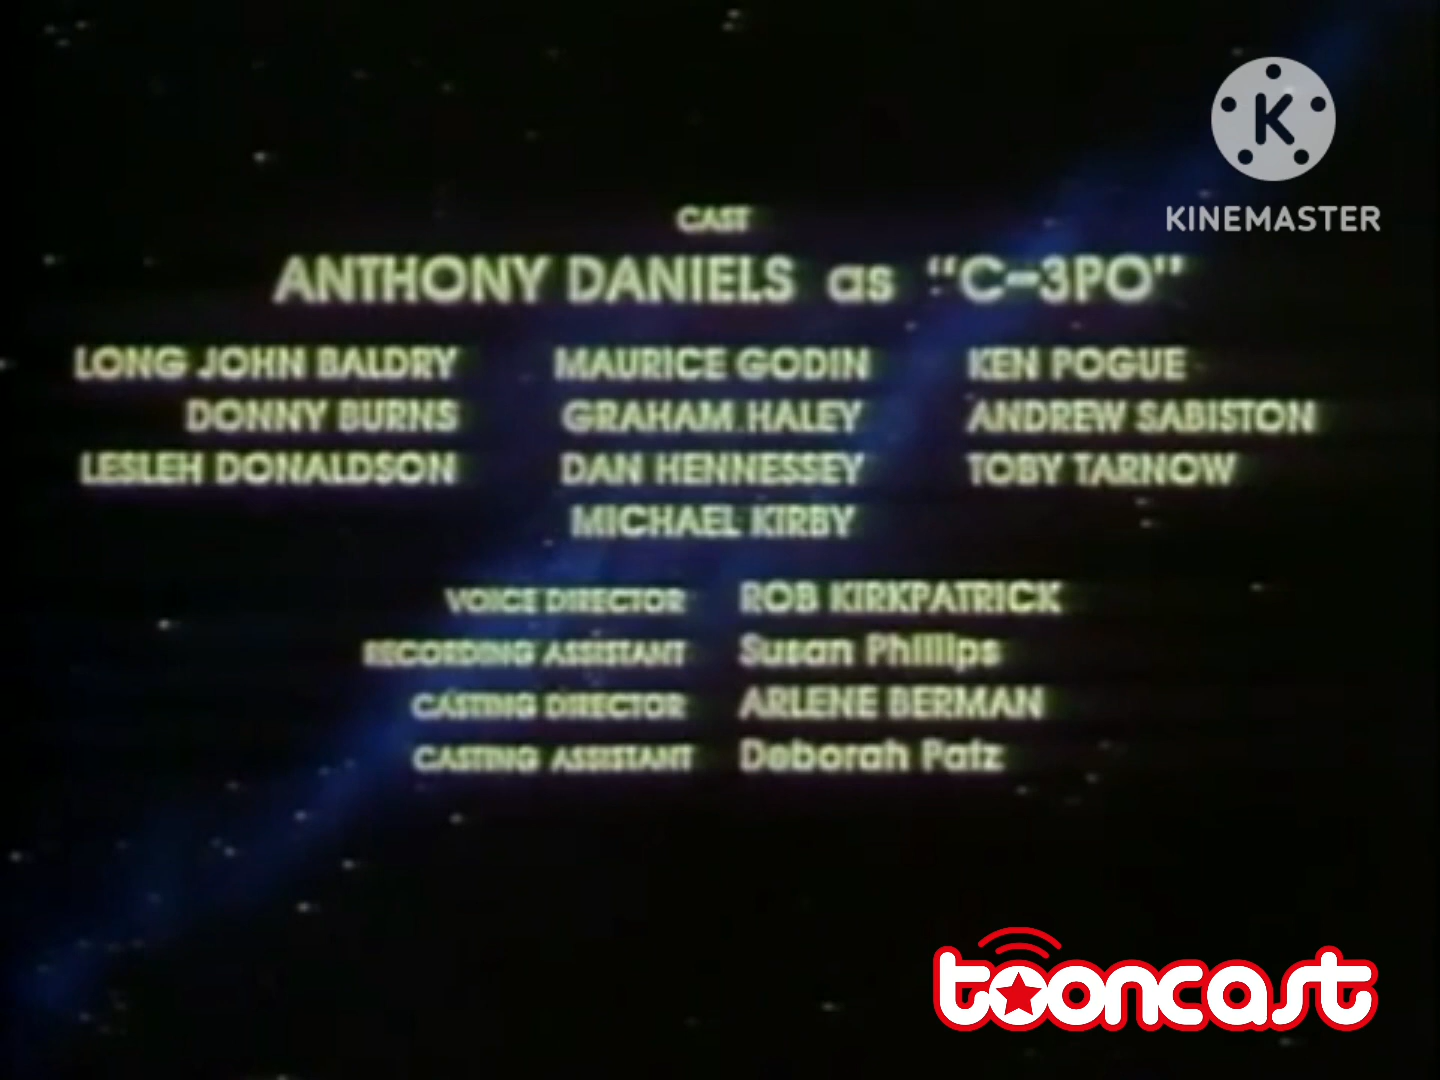 K
KINEMASTER
CAST
ANTHONY DANIELS as "C-3PO"
LONG JOHN BALDRY MAURICE GODIN KEN POGUE
DONNY BURNS GRAHAM HALEY ANDREW SABISTON
LESLEH DONALDSON DAN HENNESSEY TOBY TARNOW
MICHAEL KIRBY
VOICE DIRECTOR ROB KIRKPATRICK
RECORDING ASSISTANT Susan Phillips
CASTING DIRECTOR ARLENE BERMAN
CASTING ASSISTANT Deborah Patz
tooncast